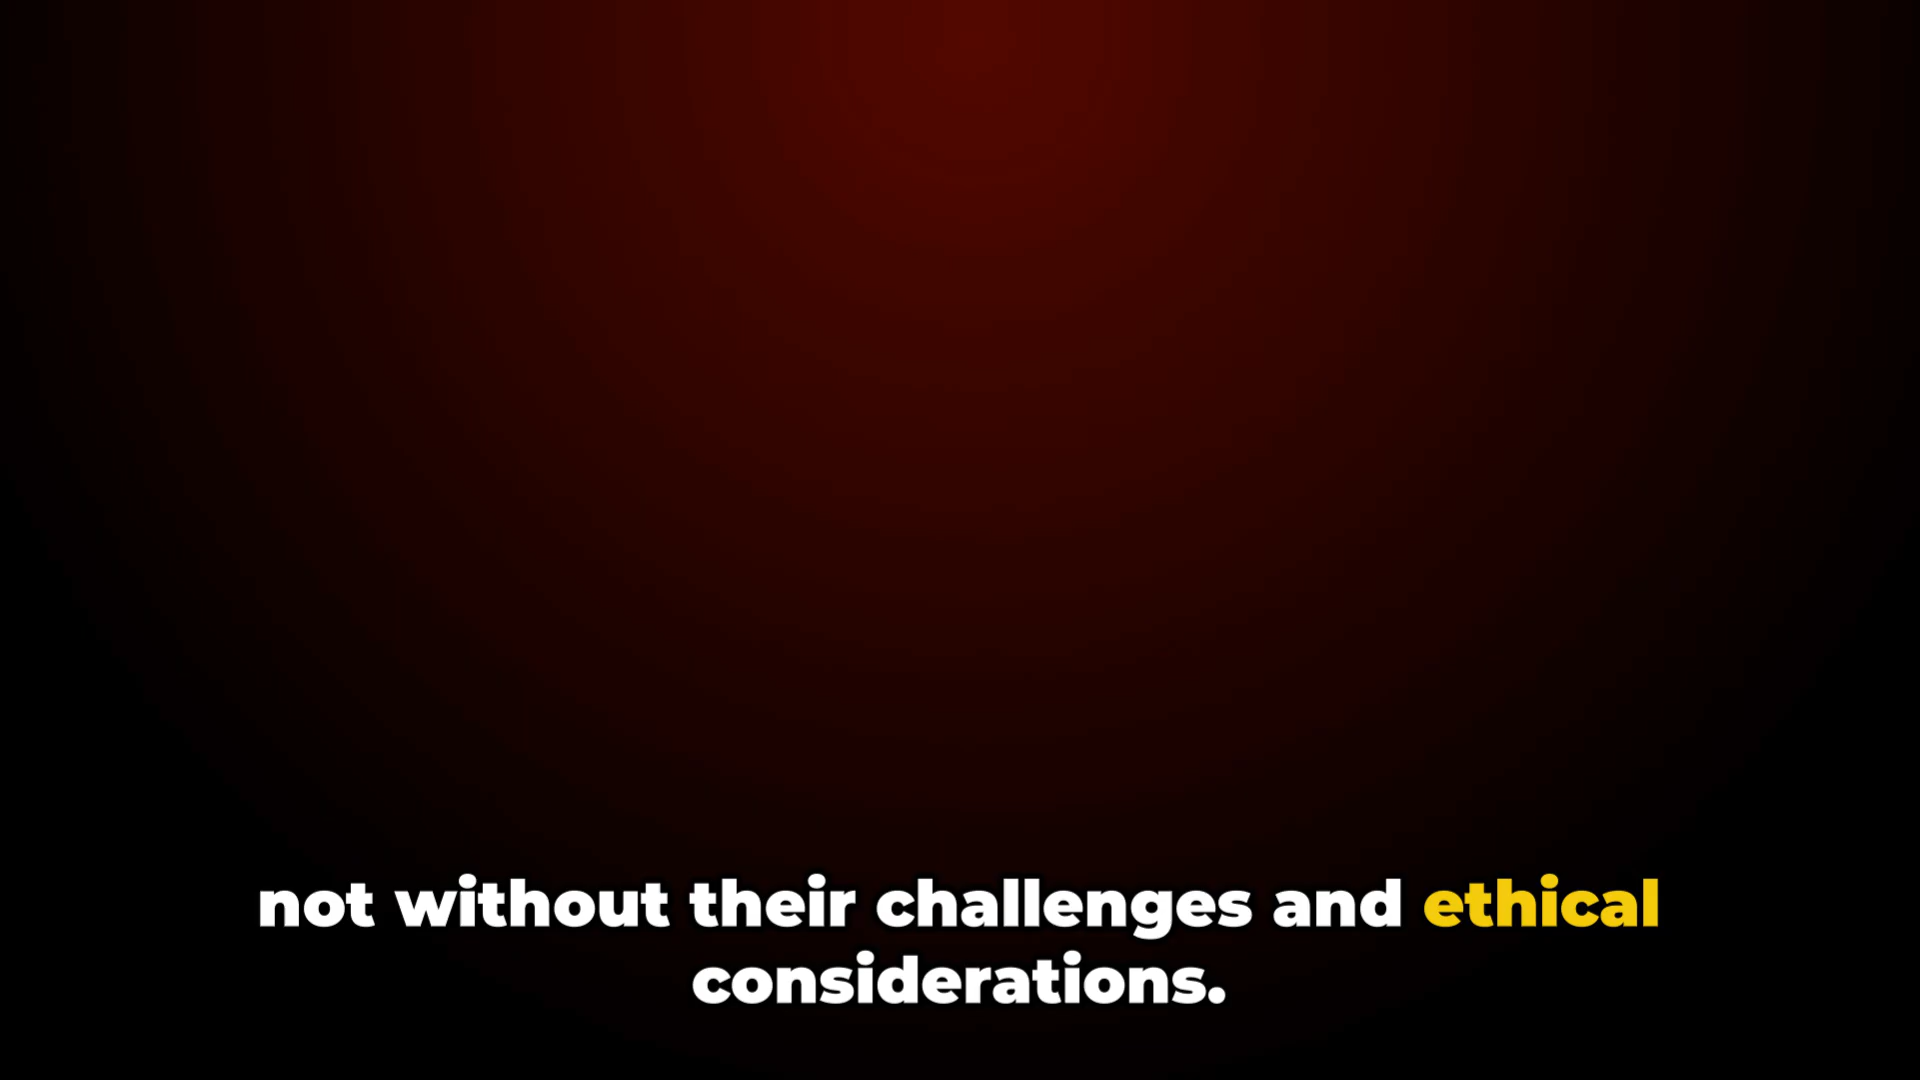 not without their challenges and ethical
considerations.